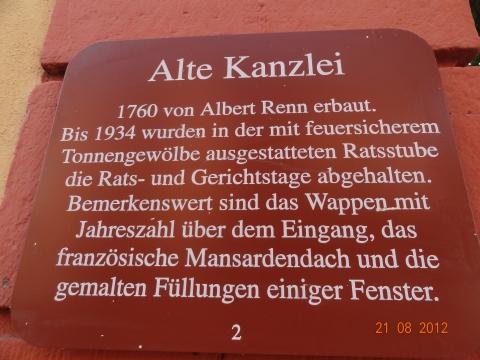 Alte Kanzlei
1760 von Albert Renn erbaut.
Bis 1934 wurden in der mit feuersicherem
Tonnengewölbe ausgestatteten Ratsstube
die Rats- und Gerichtstage abgehalten.
Bemerkenswert sind das Wappen mit
Jahreszahl über dem Eingang, das
französische Mansardendach und die
gemalten Füllungen einiger Fenster.
2
21 08 2012